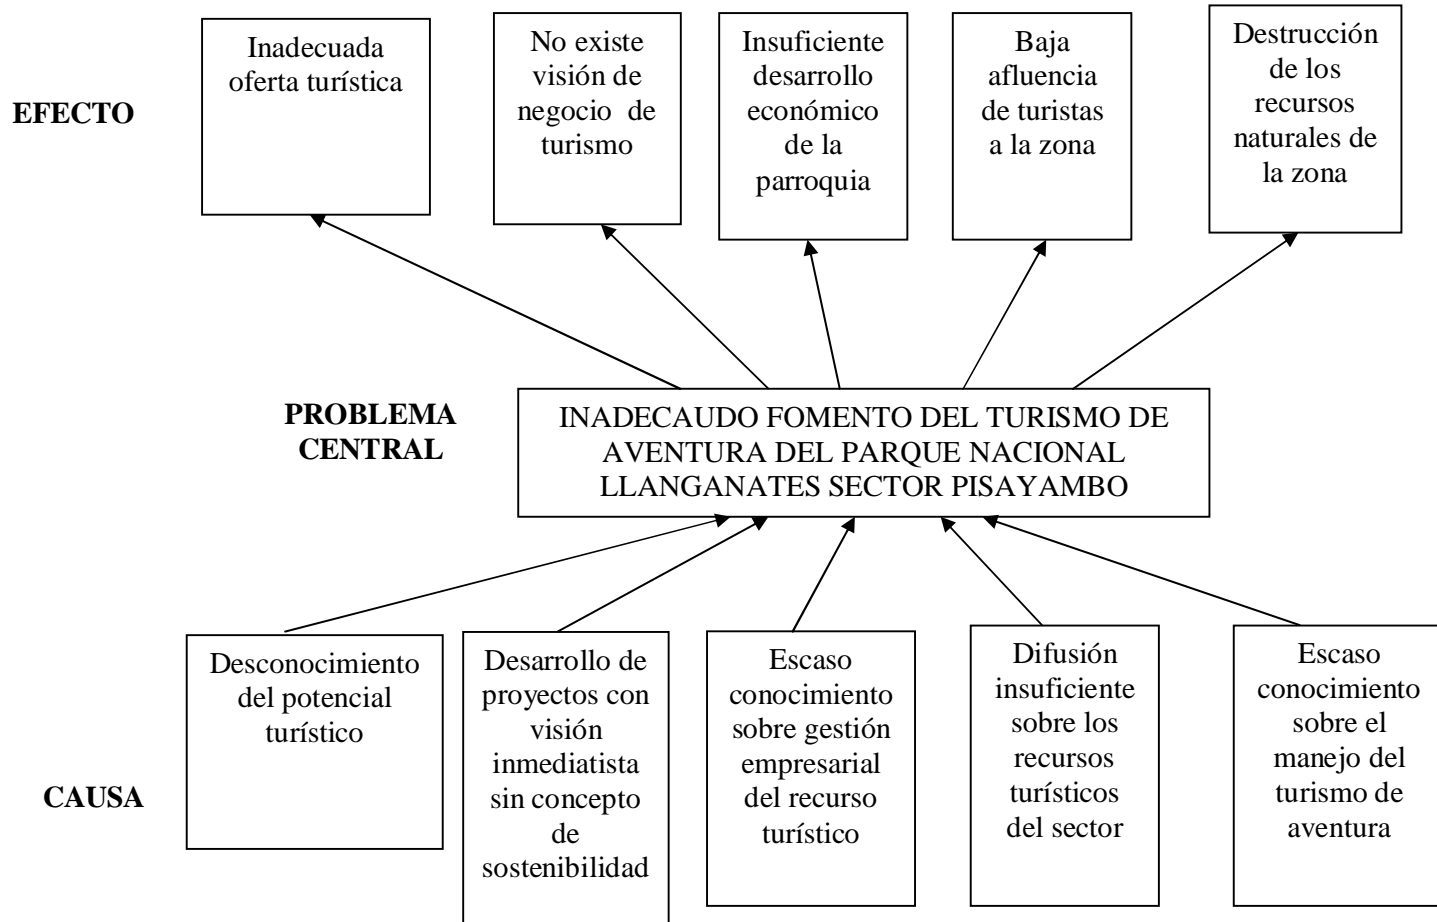 EFECTO
Inadecuada
oferta turística
No existe
visión de
negocio de
turismo
Insuficiente
desarrollo
económico
de la
parroquia
Baja
afluencia
de turistas
a la zona
Destrucción
de los
recursos
naturales de
la zona
PROBLEMA
CENTRAL
INADECAUDO FOMENTO DEL TURISMO DE
AVENTURA DEL PARQUE NACIONAL
LLANGANATES SECTOR PISAYAMBO
CAUSA
Desconocimiento
del potencial
turístico
Desarrollo de
proyectos con
visión
inmediatista
sin concepto
de
sostenibilidad
Escaso
conocimiento
sobre gestión
empresarial
del recurso
turístico
Difusión
insuficiente
sobre los
recursos
turísticos
del sector
Escaso
conocimiento
sobre el
manejo del
turismo de
aventura